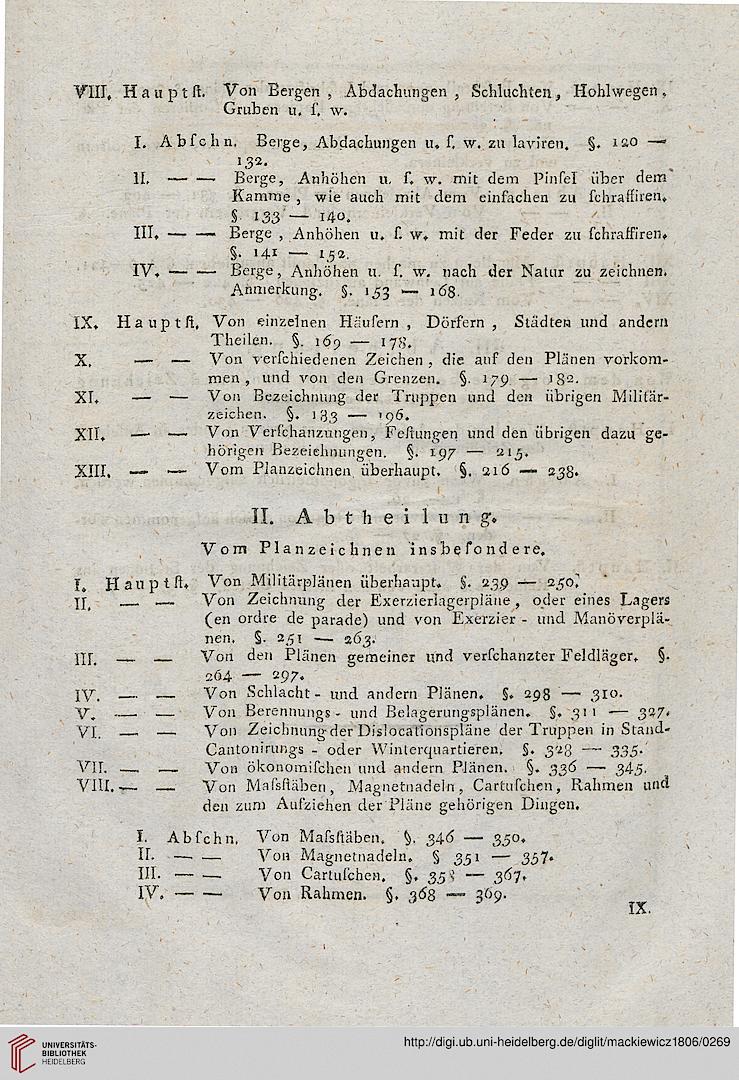 VIII. Hauptſt. Von Bergen, Abdachungen, Schluchten, Hohlwegen,
Gruben u. ſ. w.
I. Abſchn. Berge, Abdachungen u. ſ. w. zu laviren. §. 120 —
132.
II. — — Berge, Anhöhen u. ſ. w. mit dem Pinſel über dem
Kamme, wie auch mit dem einfachen zu ſchraffiren.
§. 133 — 140.
III. — — Berge, Anhöhen u. ſ. w. mit der Feder zu ſchraffiren.
§. 141 — 152.
IV. — — Berge, Anhöhen u. ſ. w. nach der Natur zu zeichnen.
Anmerkung. §. 153 — 168.
IX. Hauptſt. Von einzelnen Häuſern, Dörfern, Städten und andern
Theilen. §. 169 — 178.
X. — — Von verſchiedenen Zeichen, die auf den Plänen vorkom-
men, und von den Grenzen. §. 179 — 182.
XI. — — Von Bezeichnung der Truppen und den übrigen Militär-
zeichen. §. 183 — 196.
XII. — — Von Verſchanzungen, Feſtungen und den übrigen dazu ge-
hörigen Bezeichnungen. §. 197 — 215.
XIII. — — Vom Planzeichnen überhaupt. §. 216 — 238.
II. Abtheilung.
Vom Planzeichnen insbeſondere.
I. Hauptſt. Von Militärplänen überhaupt. §. 239 — 250.
II. — — Von Zeichnung der Exerzierlagerpläne, oder eines Lagers
(en ordre de parade) und von Exerzier- und Manöverplä-
nen. §. 251 — 263.
III. — — Von den Plänen gemeiner und verſchanzter Feldläger. §.
264 — 297.
IV. — — Von Schlacht- und andern Plänen. §. 298 — 310.
V. — — Von Berennungs- und Belagerungsplänen. §. 311 — 327.
VI. — — Von Zeichnung der Dislocationspläne der Truppen in Stand-
Cantonirungs- oder Winterquartieren. §. 328 — 335.
VII. — — Von ökonomiſchen und andern Plänen. §. 336 — 345.
VIII. — — Von Maſsſtäben, Magnetnadeln, Cartuſchen, Rahmen und
den zum Aufziehen der Pläne gehörigen Dingen.
I. Abſchn. Von Maſsſtäben. §. 346 — 350.
II. — — Von Magnetnadeln. § 351 — 357.
III. — — Von Cartuſchen. §. 358 — 367.
IV. — — Von Rahmen. §. 368 — 369.
IX.
UNIVERSITÄTS-
BIBLIOTHEK
HEIDELBERG
http://digi.ub.uni-heidelberg.de/diglit/mackiewicz1806/0269